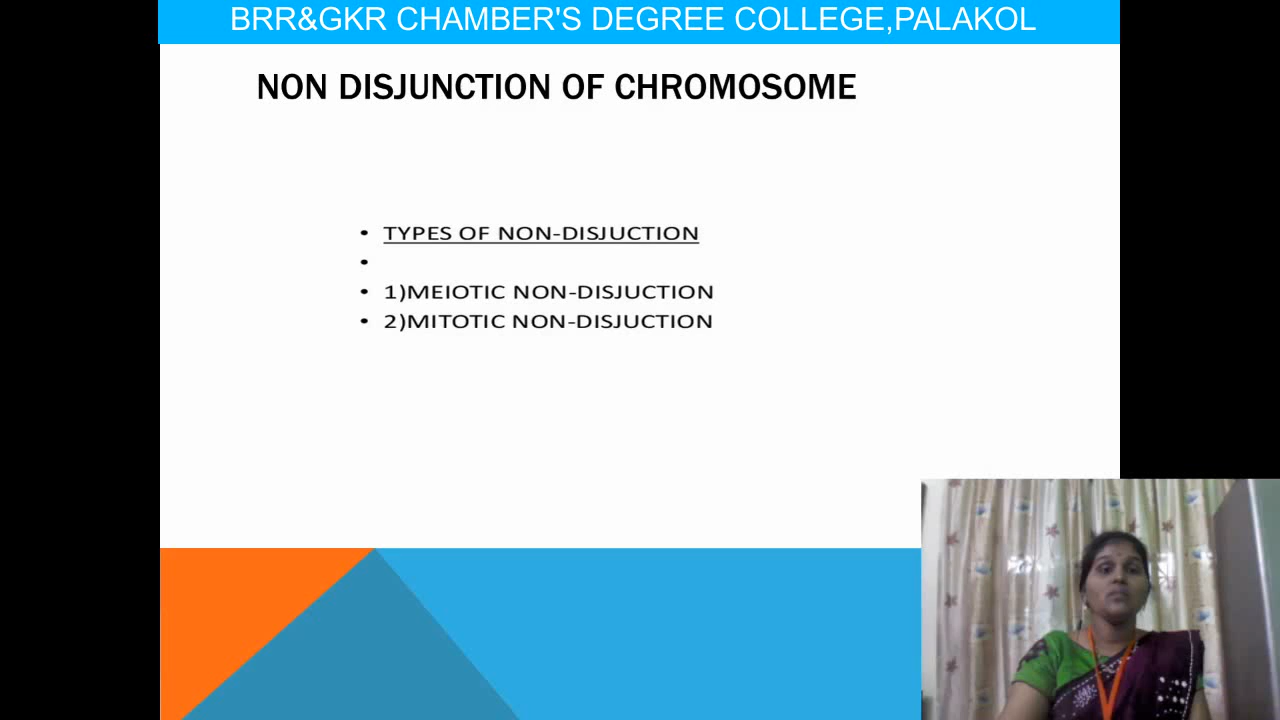 BRR&GKR CHAMBER'S DEGREE COLLEGE,PALAKOL
NON DISJUNCTION OF CHROMOSOME
• TYPES OF NON-DISJUCTION
•
• 1)MEIOTIC NON-DISJUCTION
• 2)MITOTIC NON-DISJUCTION